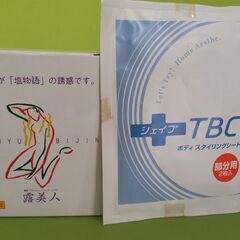 が「塩物語」の誘惑です。
YU BIJIN
露美人
Let's Try! Home Aesthe.
シェイプ
TBC
ボディ スタイリングシート
部分用
2枚入